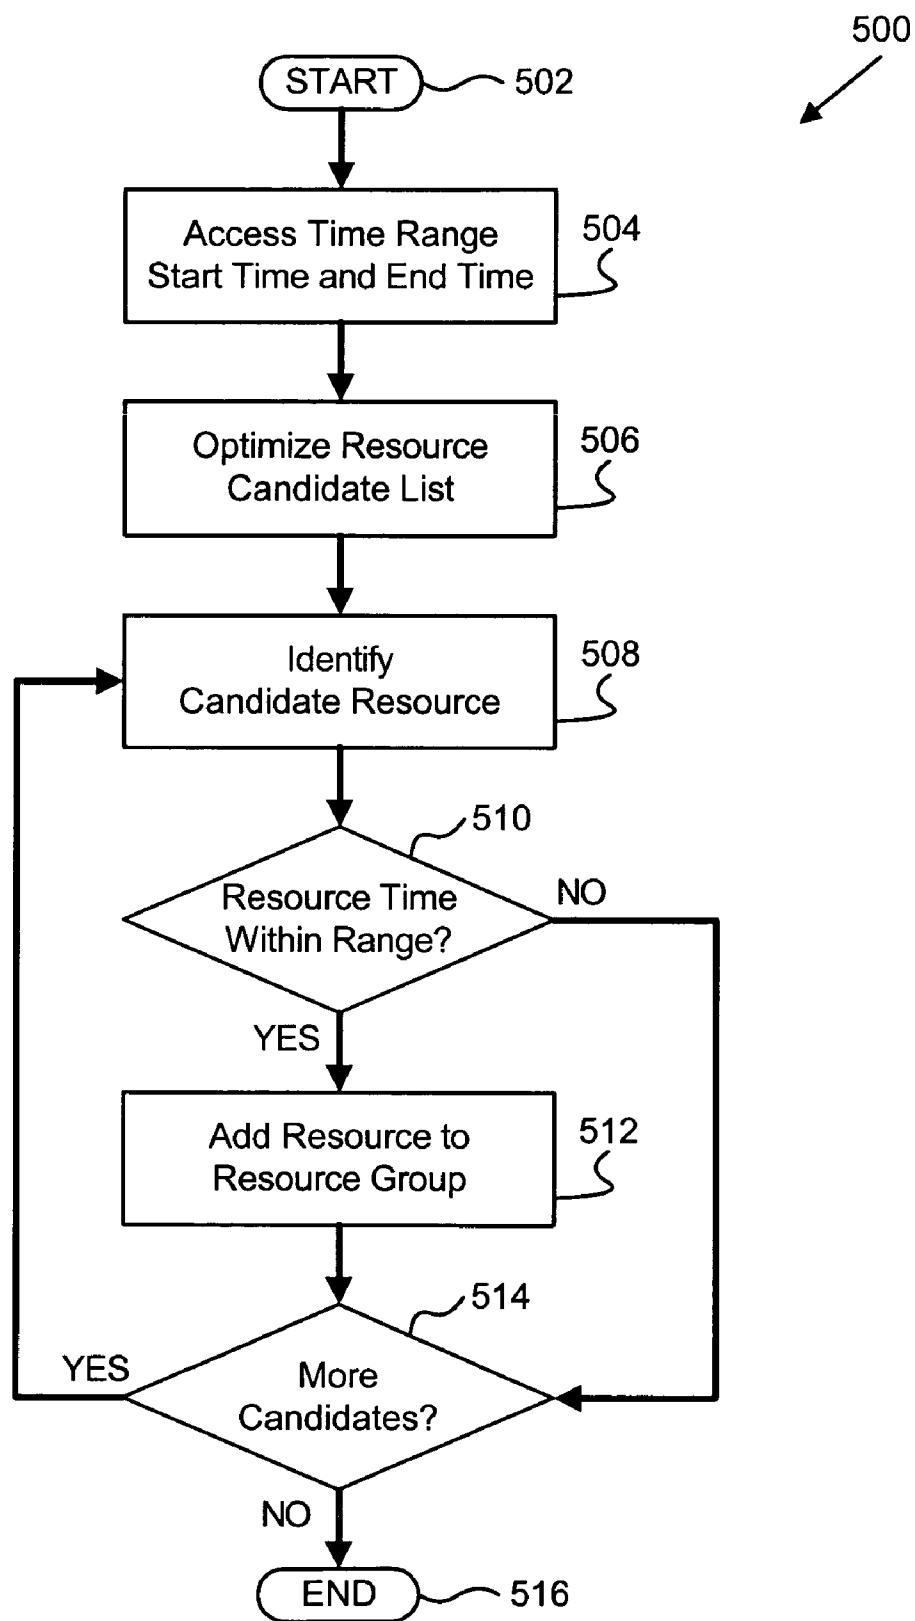 500
START
502
Access Time Range
Start Time and End Time
504
Optimize Resource
Candidate List
506
Identify
Candidate Resource
508
510
Resource Time
Within Range?
NO
YES
Add Resource to
Resource Group
512
514
YES
More
Candidates?
NO
END
516